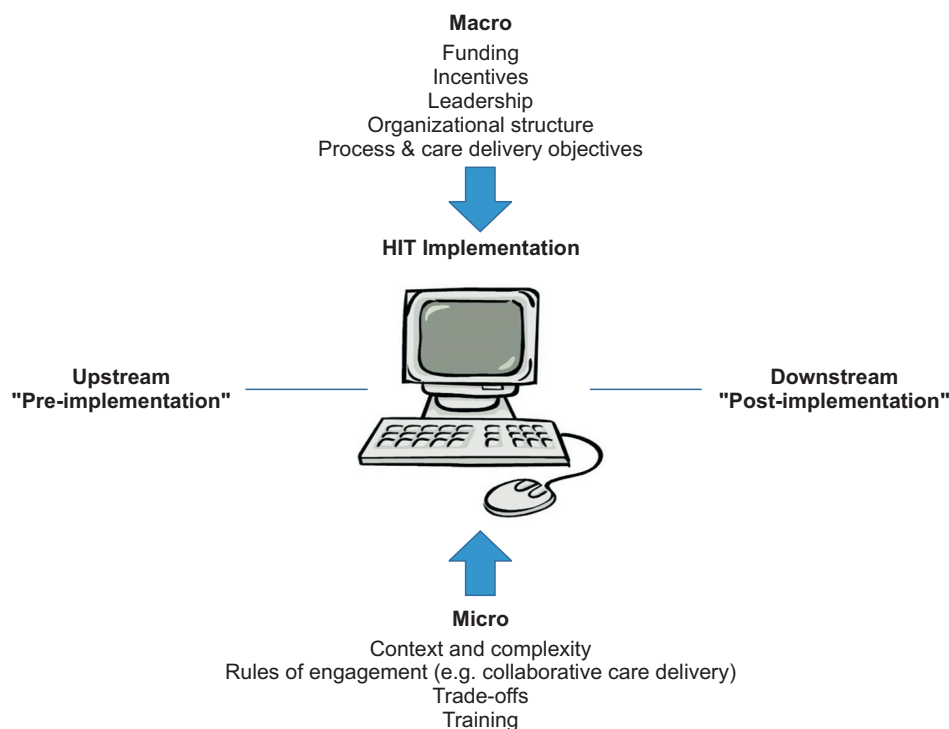 Macro
Funding
Incentives
Leadership
Organizational structure
Process & care delivery objectives
HIT Implementation
Upstream
"Pre-implementation"
Downstream
"Post-implementation"
Micro
Context and complexity
Rules of engagement (e.g. collaborative care delivery)
Trade-offs
Training